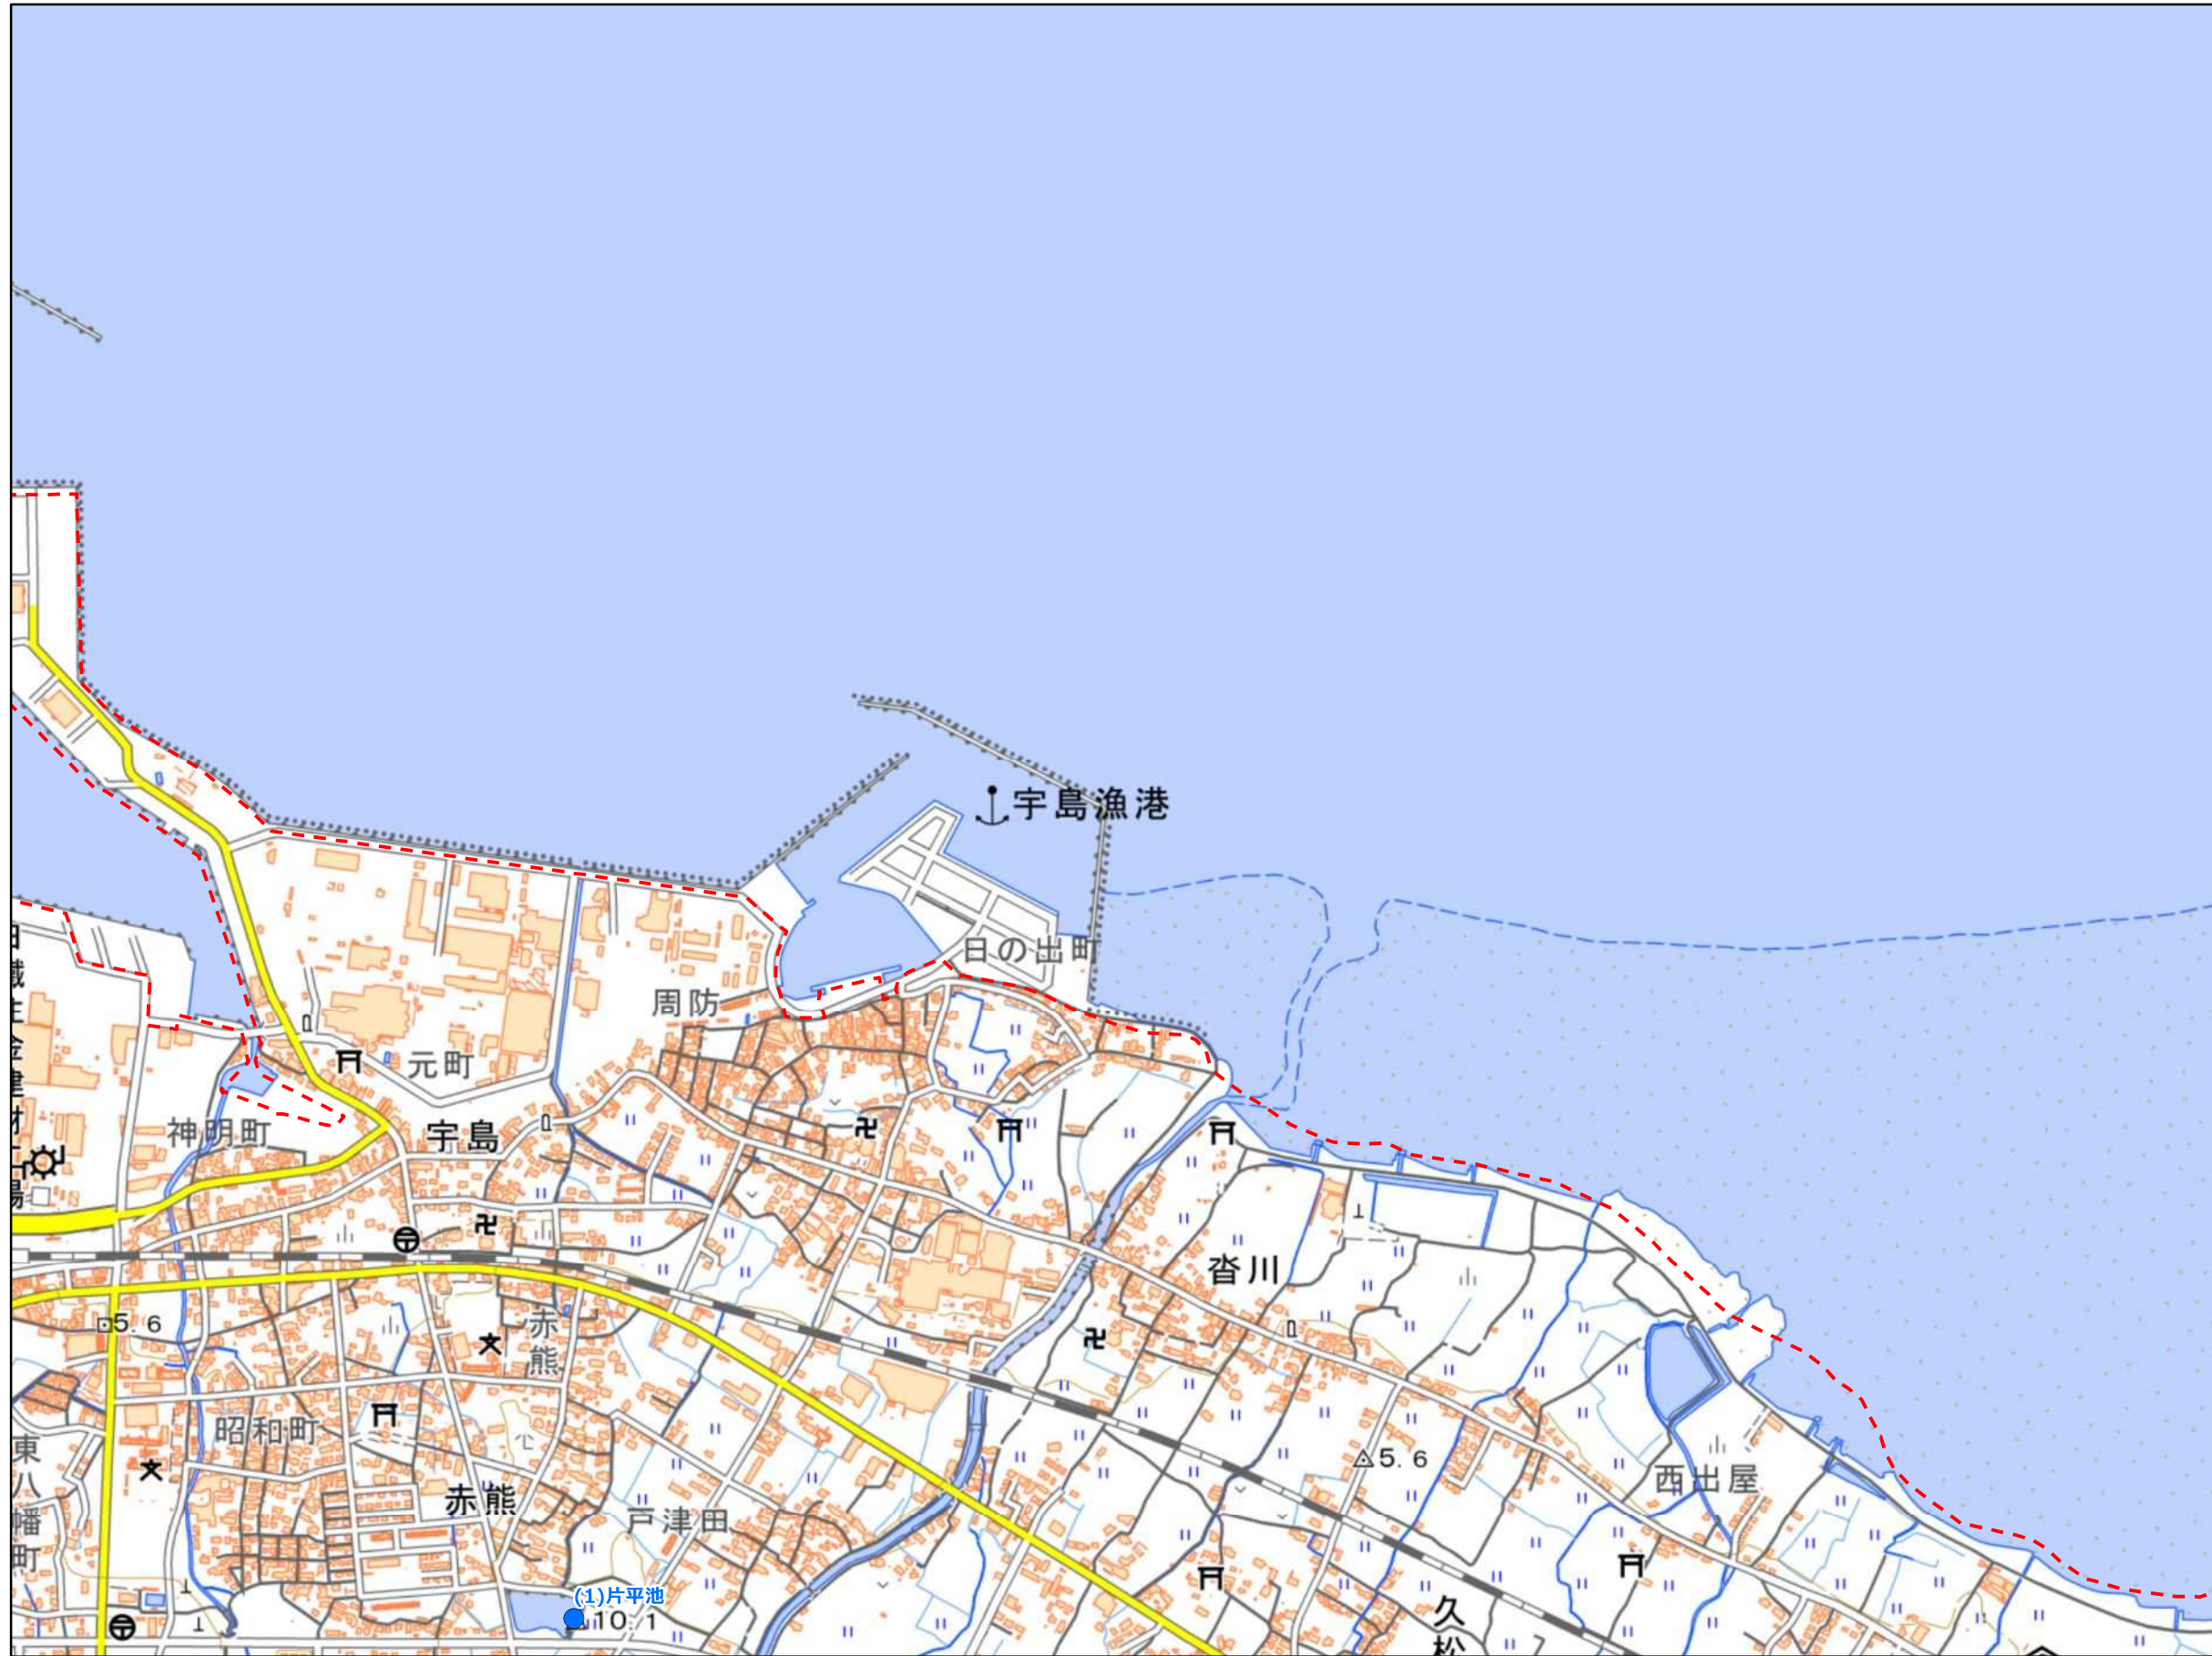 宇島漁港
日の出町
周防
元町
神明町
宇島
沓川
赤熊
5.6
昭和町
東八幡町
赤熊
戸津田
5.6
西出屋
(1)片平池
10.1
久松